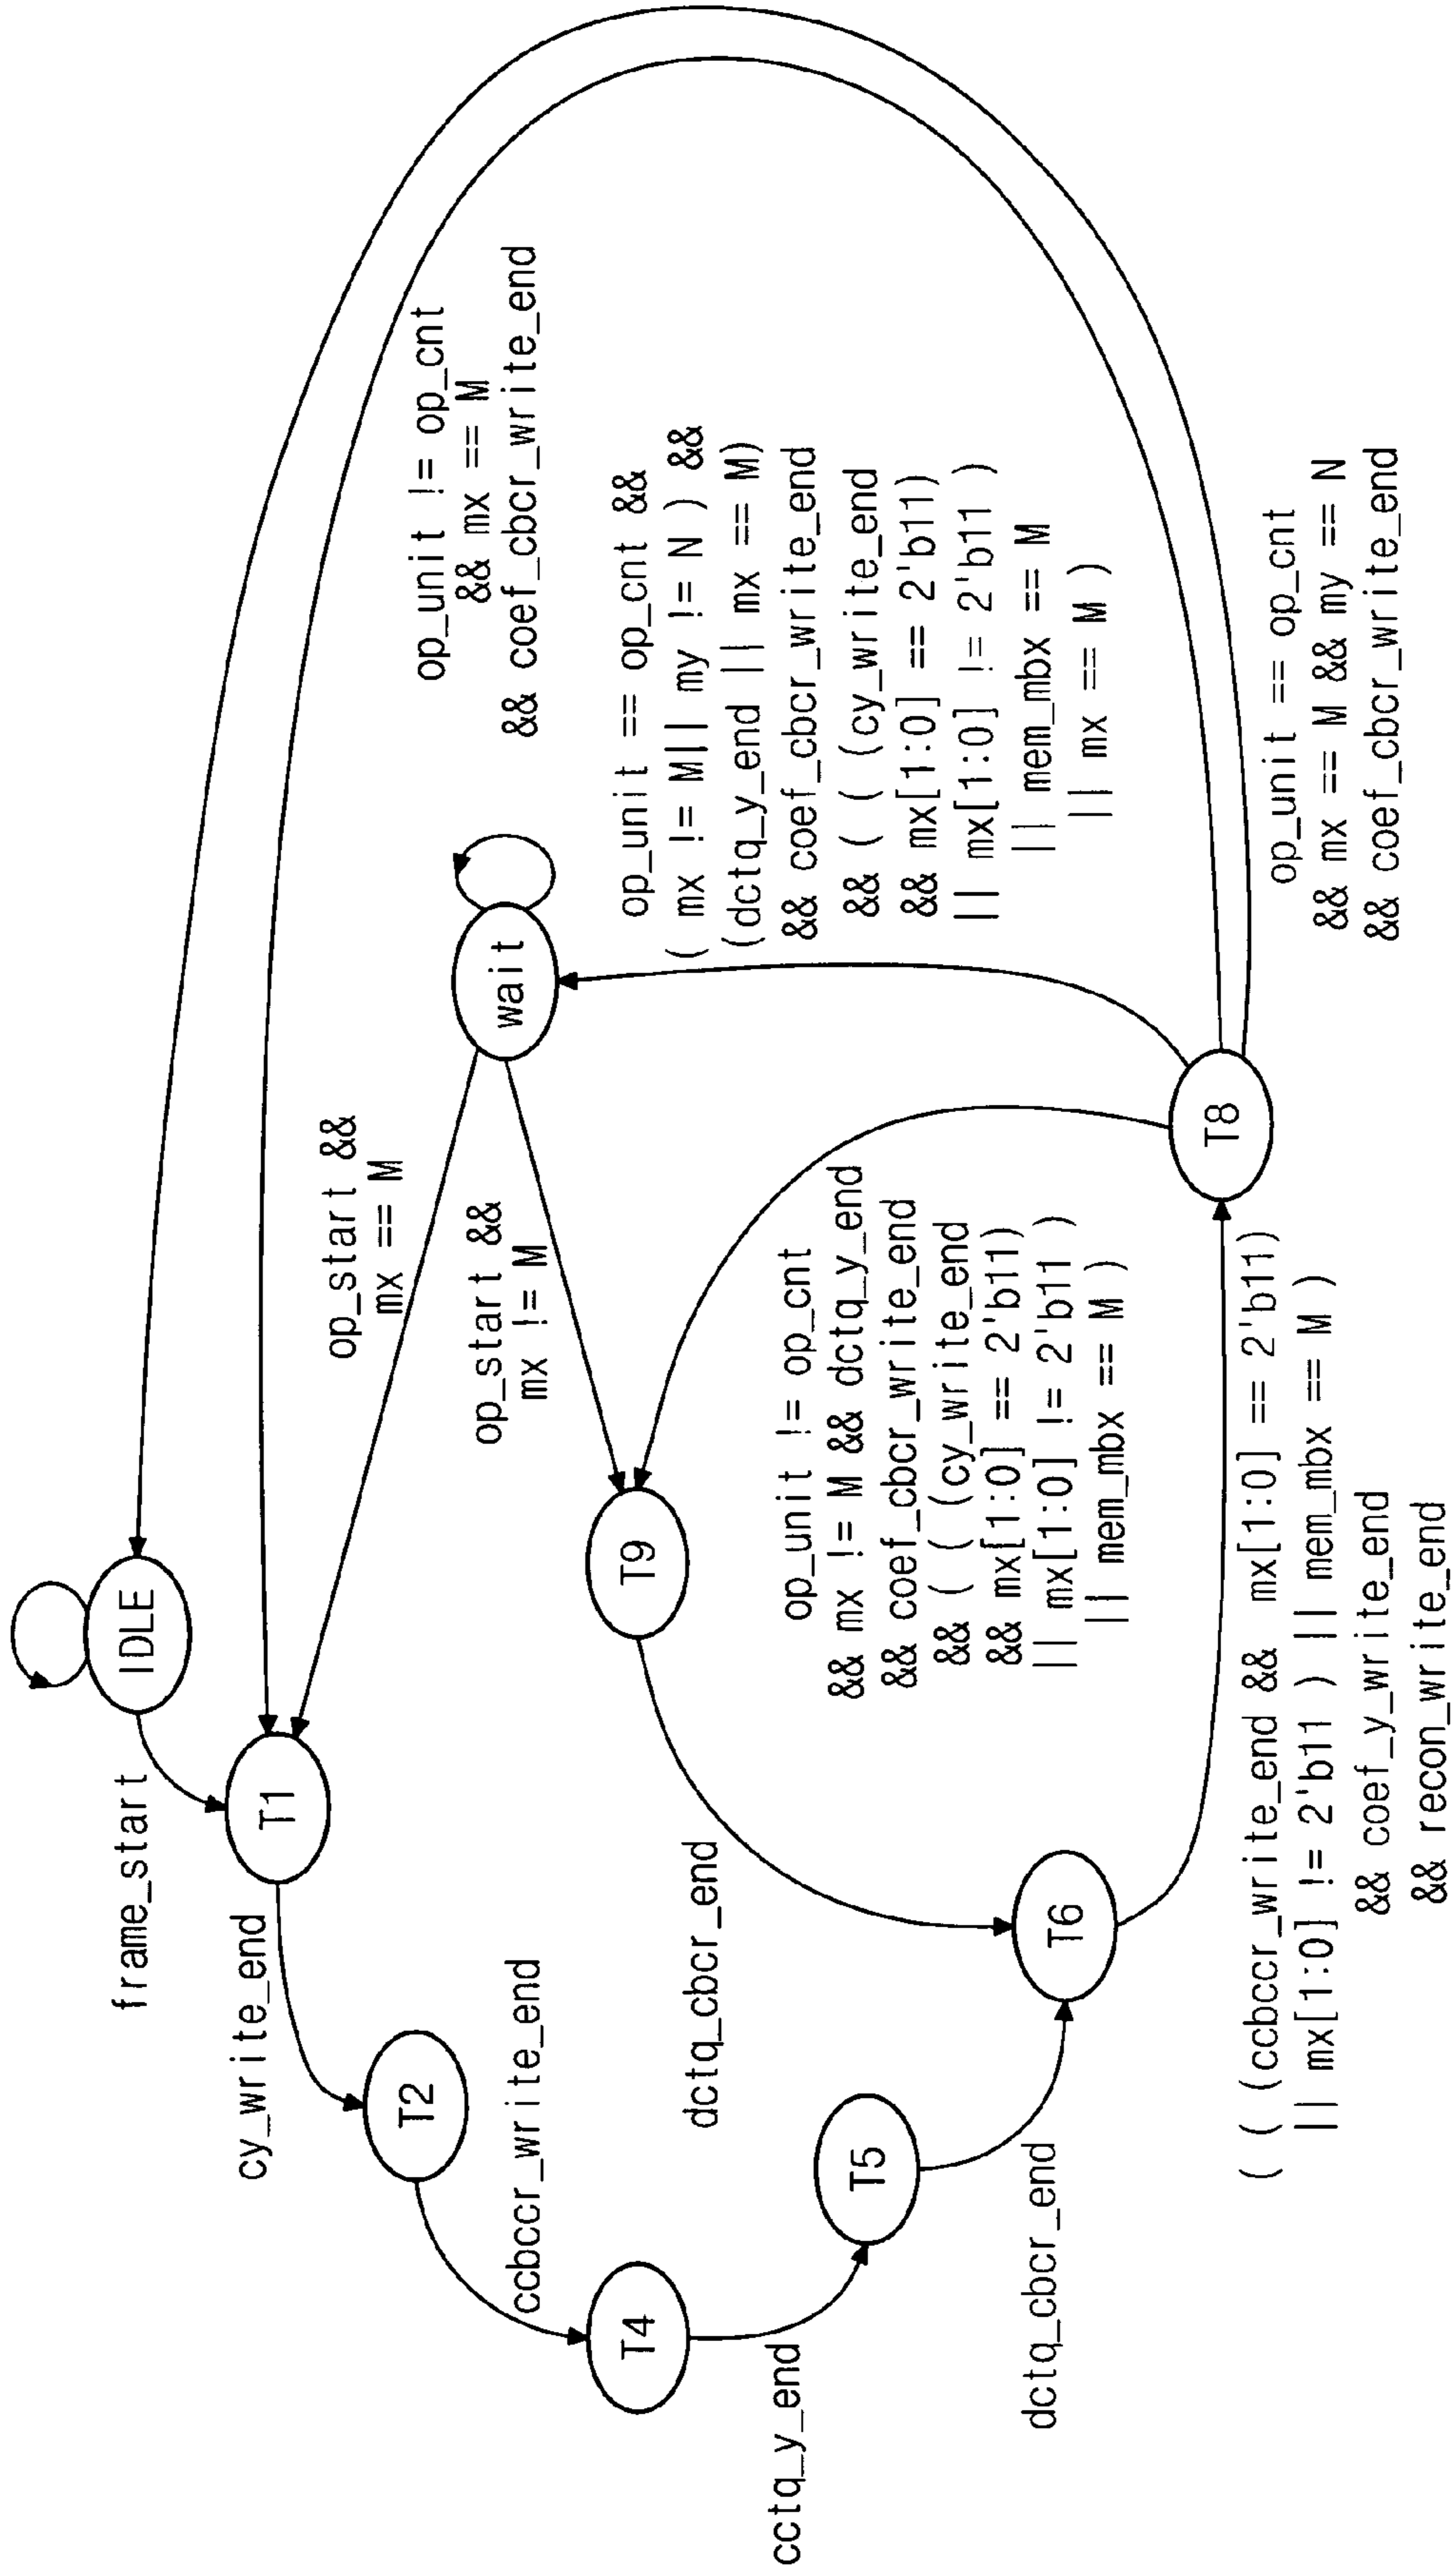 frame_start
IDLE
cy_write_end
T1
op_start &&
mx == M
op_unit != op_cnt
&& mx == M
&& coef_cbcr_write_end
T2
ccbccr_write_end
op_start &&
mx != M
wait
T4
dctq_cbcr_end
T9
op_unit == op_cnt &&
( mx != M|| my != N ) &&
(dctq_y_end || mx == M)
&& coef_cbcr_write_end
&& ( ( (cy_write_end
&& mx[1:0] == 2'b11)
|| mx[1:0] != 2'b11 )
|| mem_mbx == M
|| mx == M )
cctq_y_end
T5
op_unit != op_cnt
&& mx != M && dctq_y_end
&& coef_cbcr_write_end
&& ( ( (cy_write_end
&& mx[1:0] == 2'b11)
|| mx[1:0] != 2'b11 )
|| mem_mbx == M )
dctq_cbcr_end
T6
T8
( ( (ccbccr_write_end && mx[1:0] == 2'b11)
|| mx[1:0] != 2'b11 ) || mem_mbx == M )
&& coef_y_write_end
&& recon_write_end
op_unit == op_cnt
&& mx == M && my == N
&& coef_cbcr_write_end